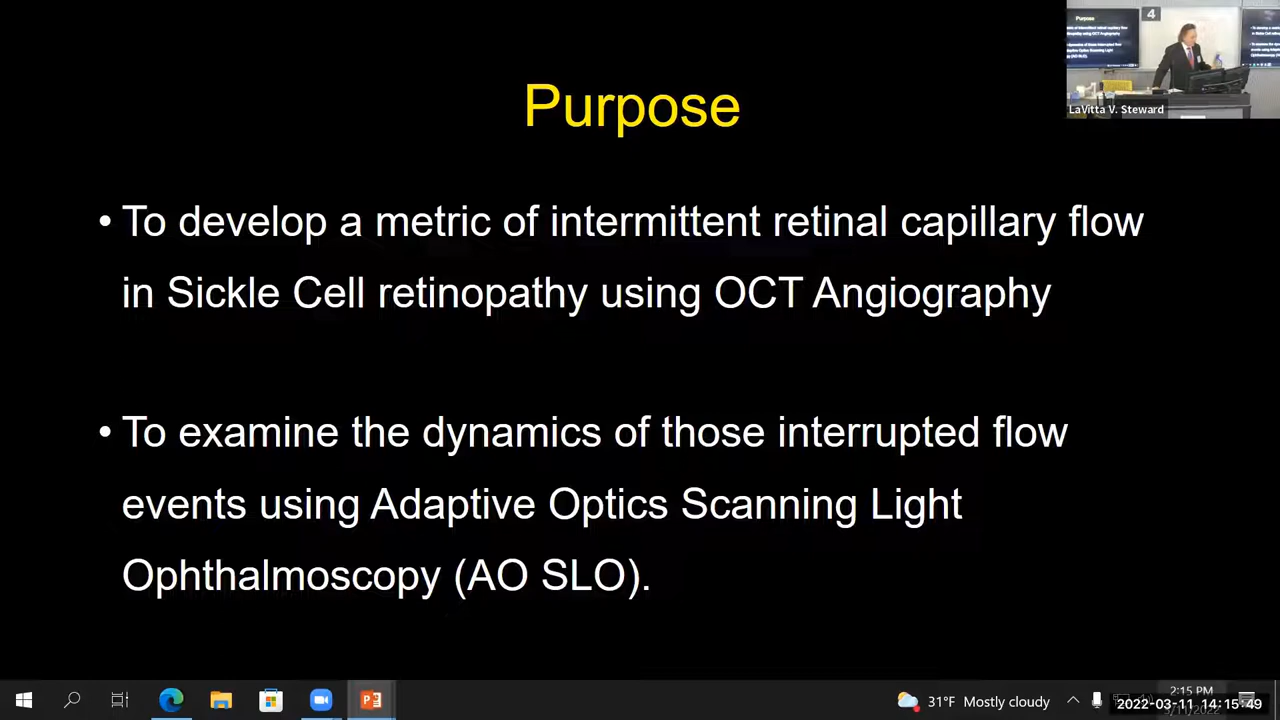 Purpose
• To develop a metric of intermittent retinal capillary flow
in Sickle Cell retinopathy using OCT Angiography
• To examine the dynamics of those interrupted flow
events using Adaptive Optics Scanning Light
Ophthalmoscopy (AO SLO).
4
Purpose
LaVitta V. Steward
31°F Mostly cloudy
2:15 PM
2022-03-11 14:15:49